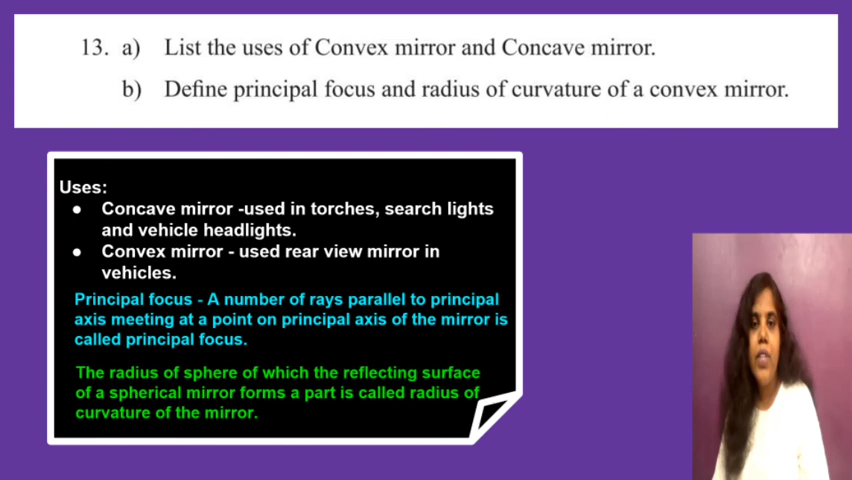 13. a) List the uses of Convex mirror and Concave mirror.
b) Define principal focus and radius of curvature of a convex mirror.
Uses:
● Concave mirror -used in torches, search lights
and vehicle headlights.
● Convex mirror - used rear view mirror in
vehicles.
Principal focus - A number of rays parallel to principal
axis meeting at a point on principal axis of the mirror is
called principal focus.
The radius of sphere of which the reflecting surface
of a spherical mirror forms a part is called radius of
curvature of the mirror.